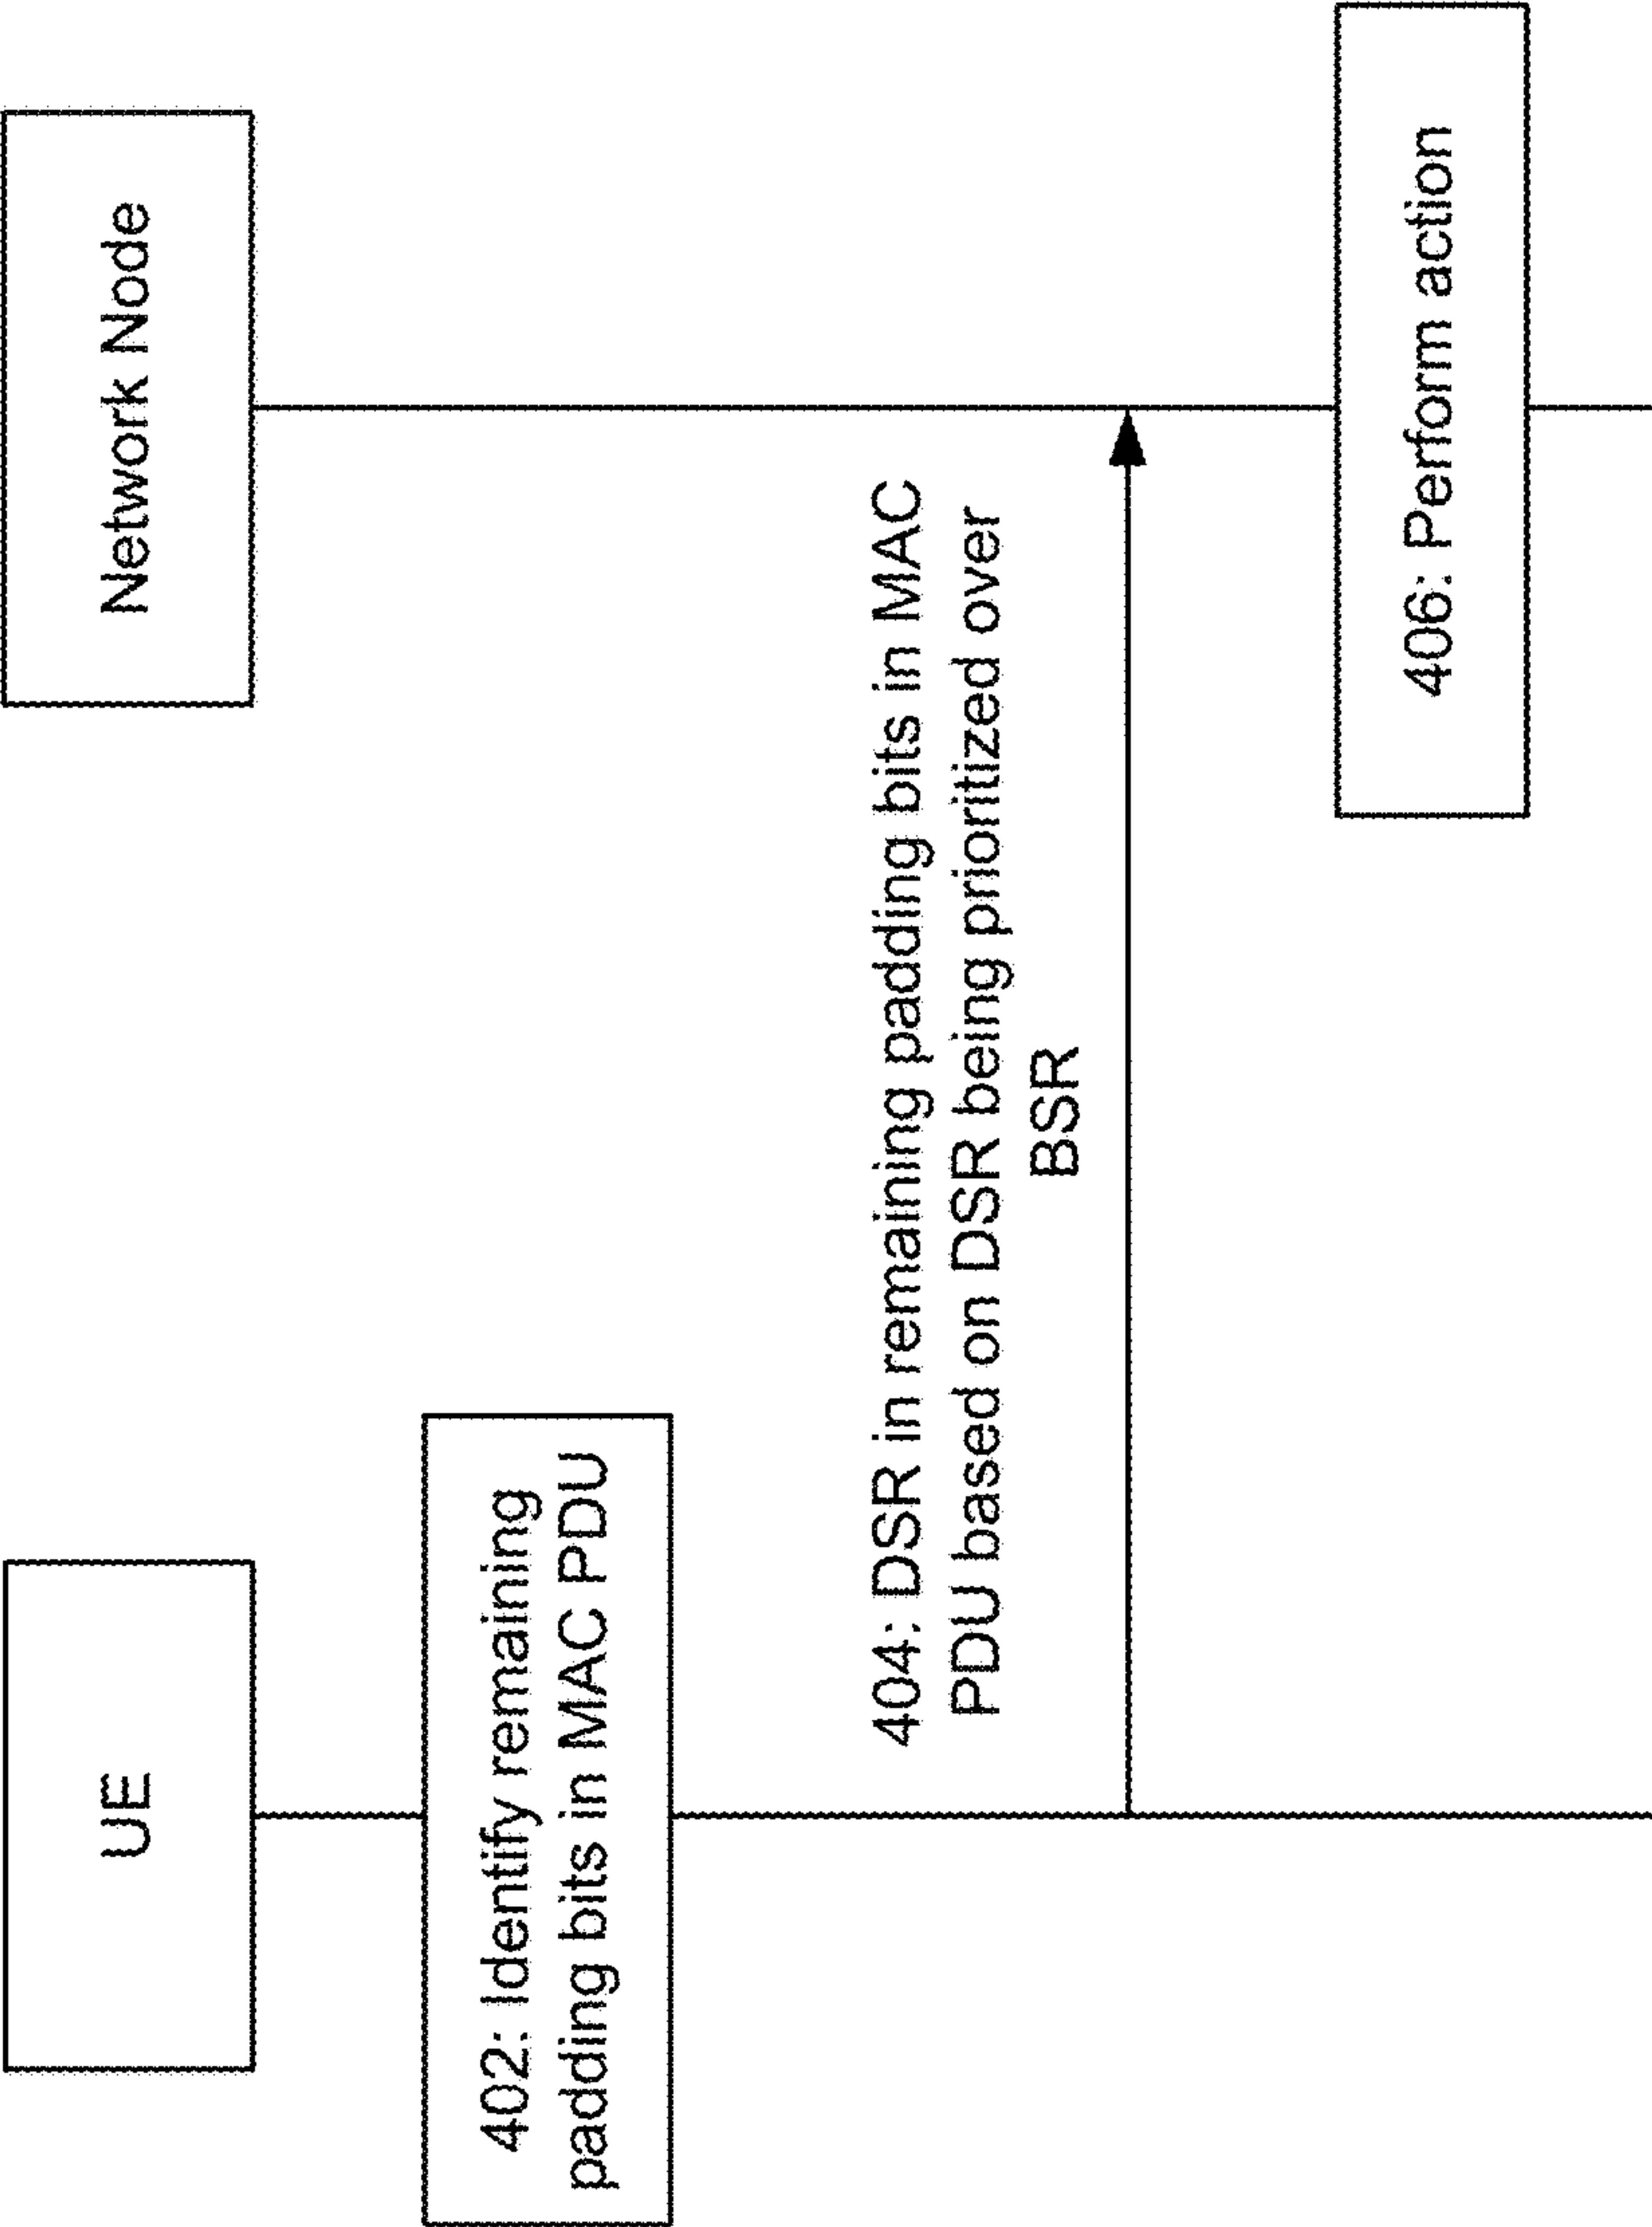 UE
Network Node
402: Identify remaining
padding bits in MAC PDU
404: DSR in remaining padding bits in MAC
PDU based on DSR being prioritized over
BSR
406: Perform action